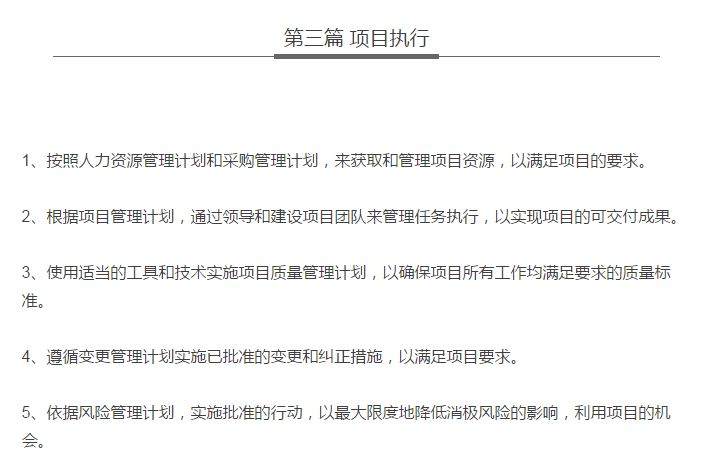 第三篇 项目执行
1、按照人力资源管理计划和采购管理计划，来获取和管理项目资源，以满足项目的要求。
2、根据项目管理计划，通过领导和建设项目团队来管理任务执行，以实现项目的可交付成果。
3、使用适当的工具和技术实施项目质量管理计划，以确保项目所有工作均满足要求的质量标
准。
4、遵循变更管理计划实施已批准的变更和纠正措施，以满足项目要求。
5、依据风险管理计划，实施批准的行动，以最大限度地降低消极风险的影响，利用项目的机
会。